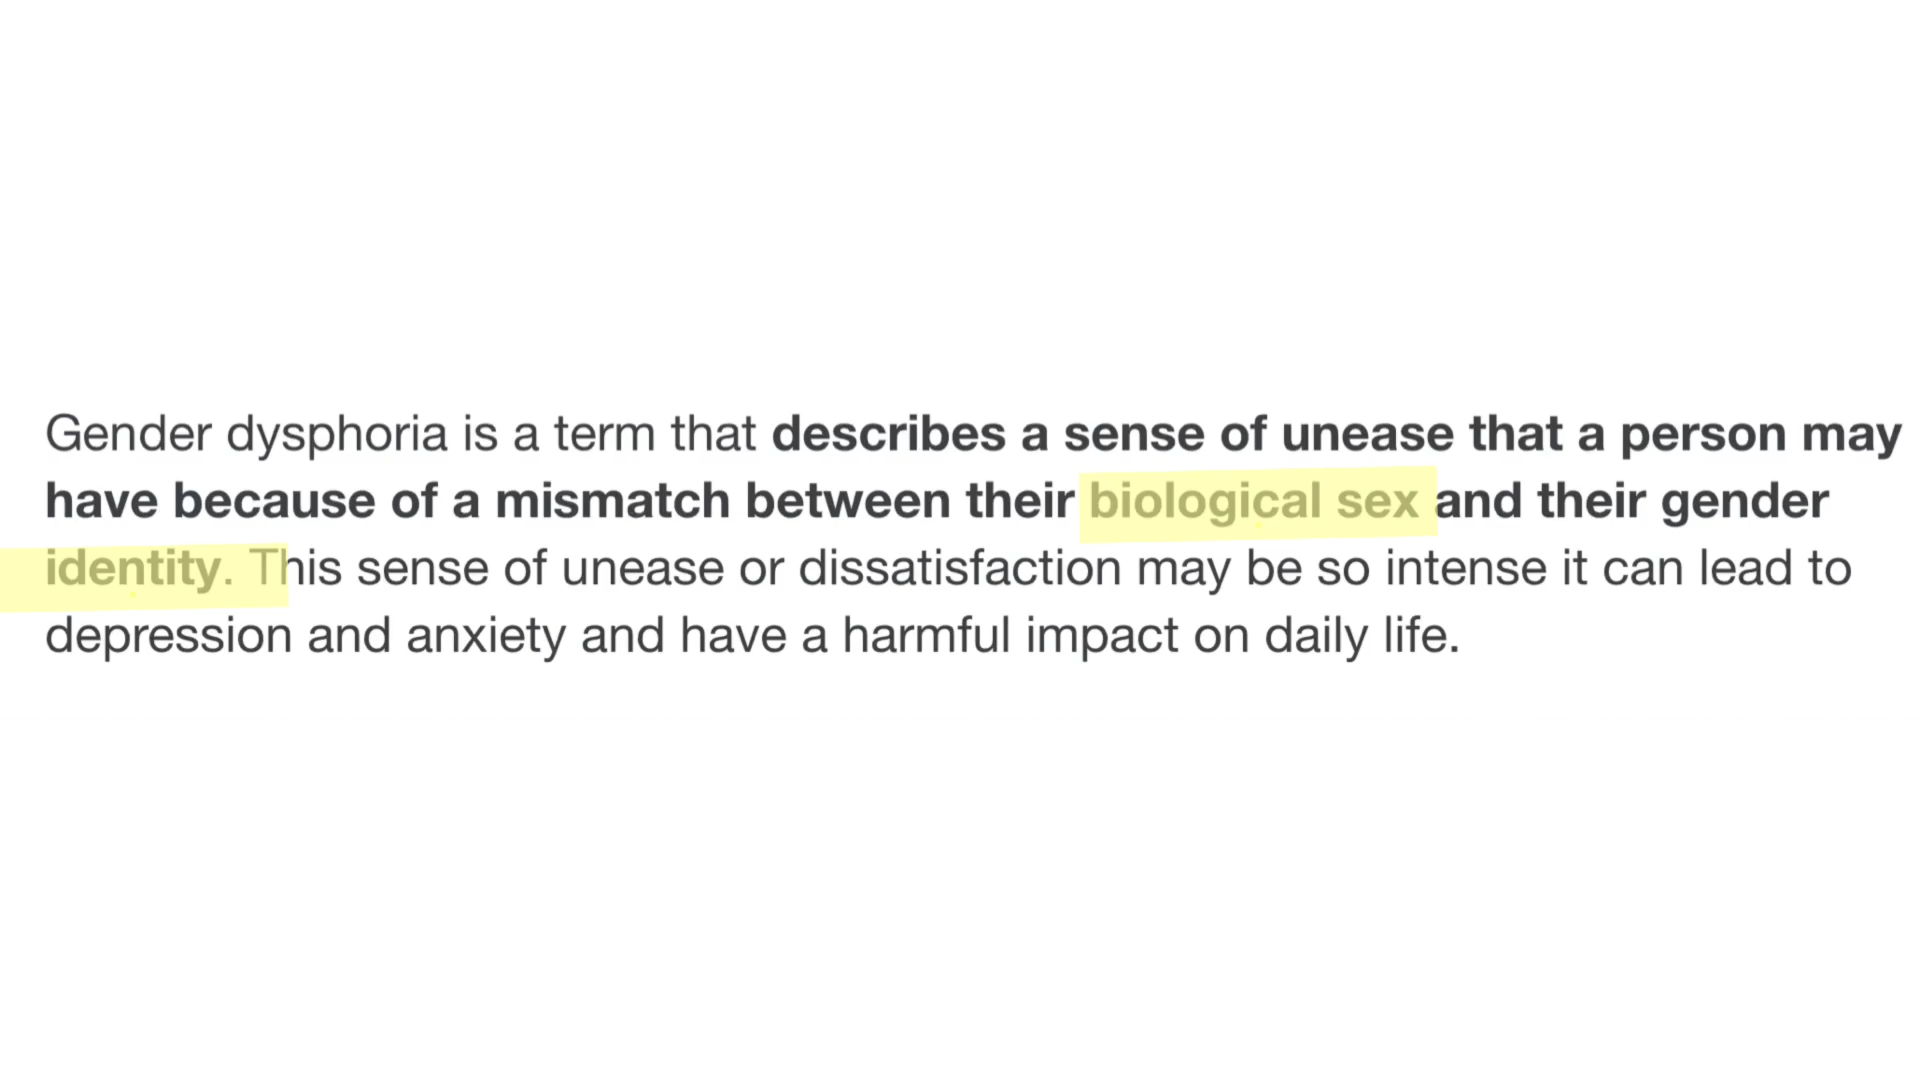 Gender dysphoria is a term that describes a sense of unease that a person may
have because of a mismatch between their biological sex and their gender
identity. This sense of unease or dissatisfaction may be so intense it can lead to
depression and anxiety and have a harmful impact on daily life.